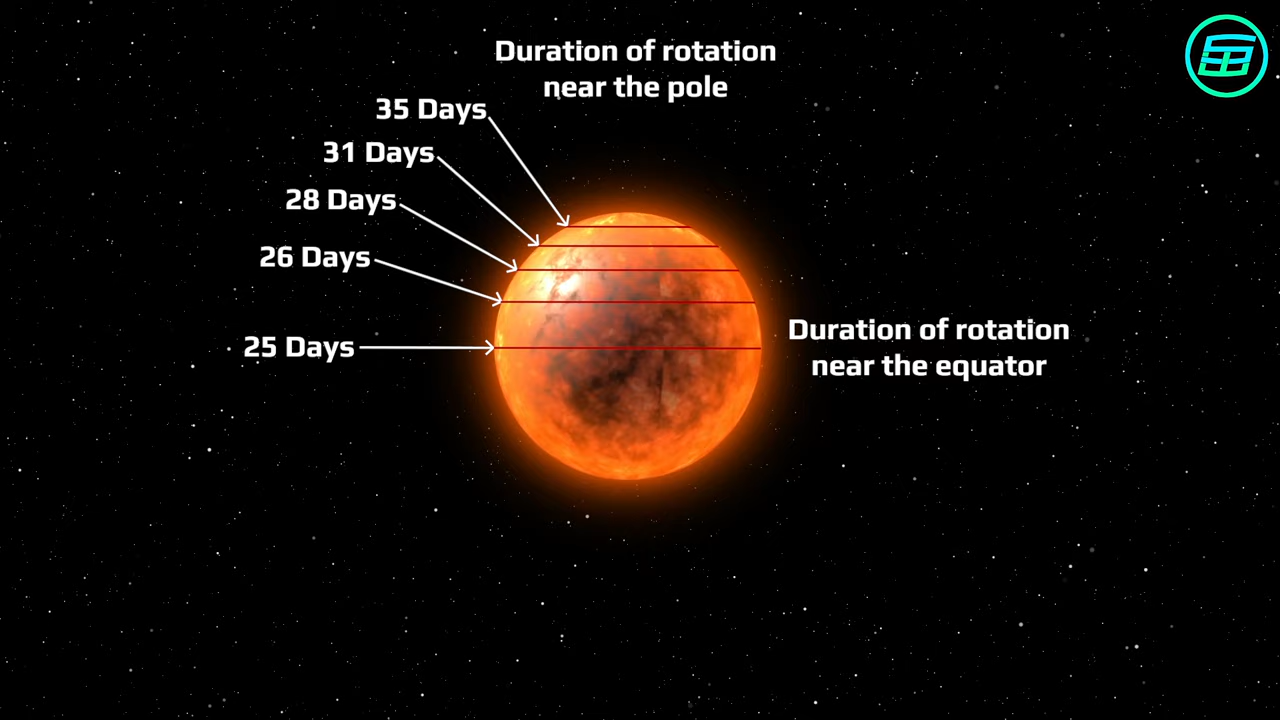 Duration of rotation
near the pole
35 Days
31 Days
28 Days
26 Days
25 Days
Duration of rotation
near the equator